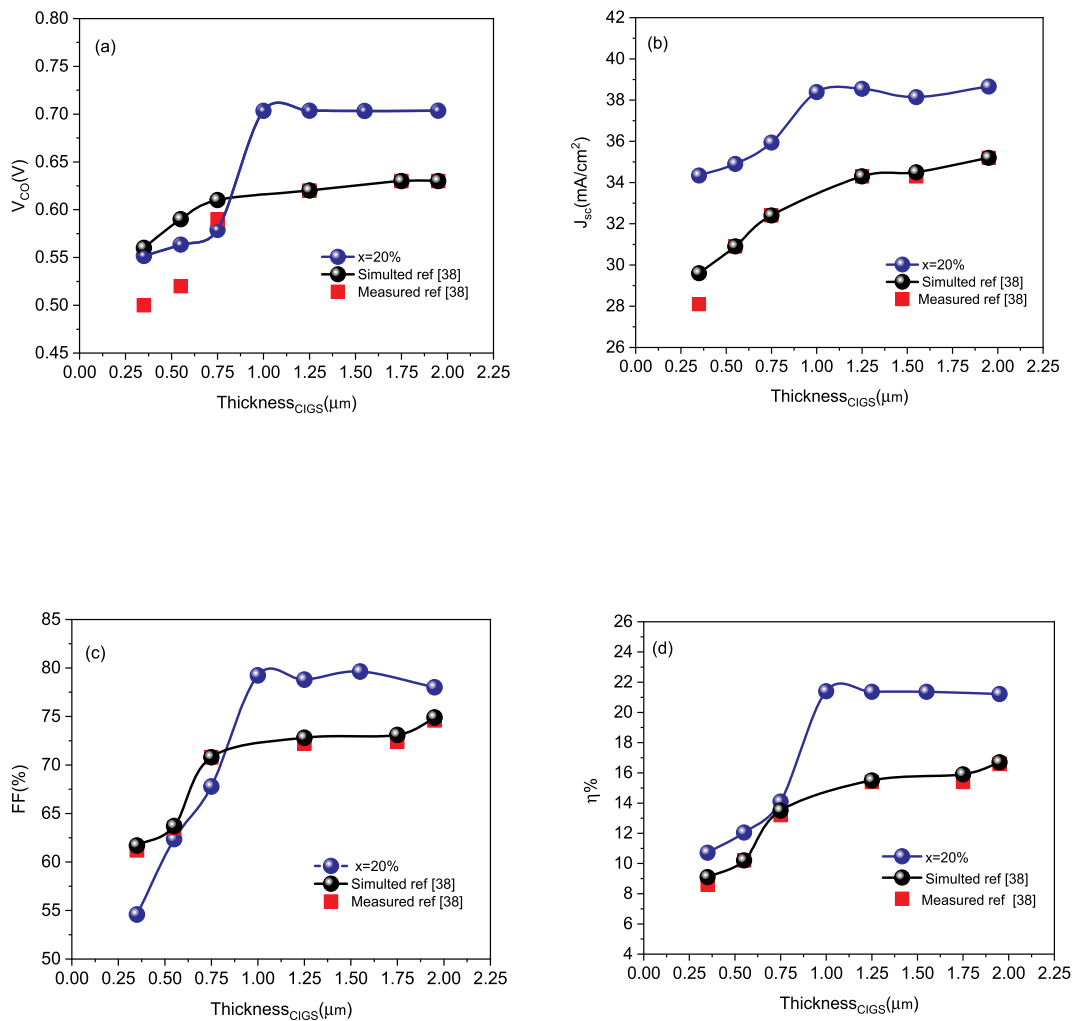 (a)
V_CO(V)
0.80
0.75
0.70
0.65
0.60
0.55
0.50
0.45
x=20%
Simulted ref [38]
Measured ref [38]
0.00 0.25 0.50 0.75 1.00 1.25 1.50 1.75 2.00 2.25
Thickness_CIGS(μm)
(b)
J_sc(mA/cm²)
42
40
38
36
34
32
30
28
26
x=20%
Simulted ref [38]
Measured ref [38]
0.00 0.25 0.50 0.75 1.00 1.25 1.50 1.75 2.00 2.25
Thickness_CIGS(μm)
(c)
FF(%)
85
80
75
70
65
60
55
50
x=20%
Simulted ref [38]
Measured ref [38]
0.00 0.25 0.50 0.75 1.00 1.25 1.50 1.75 2.00 2.25
Thickness_CIGS(μm)
(d)
η%
26
24
22
20
18
16
14
12
10
8
6
4
x=20%
Simulted ref [38]
Measured ref [38]
0.00 0.25 0.50 0.75 1.00 1.25 1.50 1.75 2.00 2.25
Thickness_CIGS(μm)